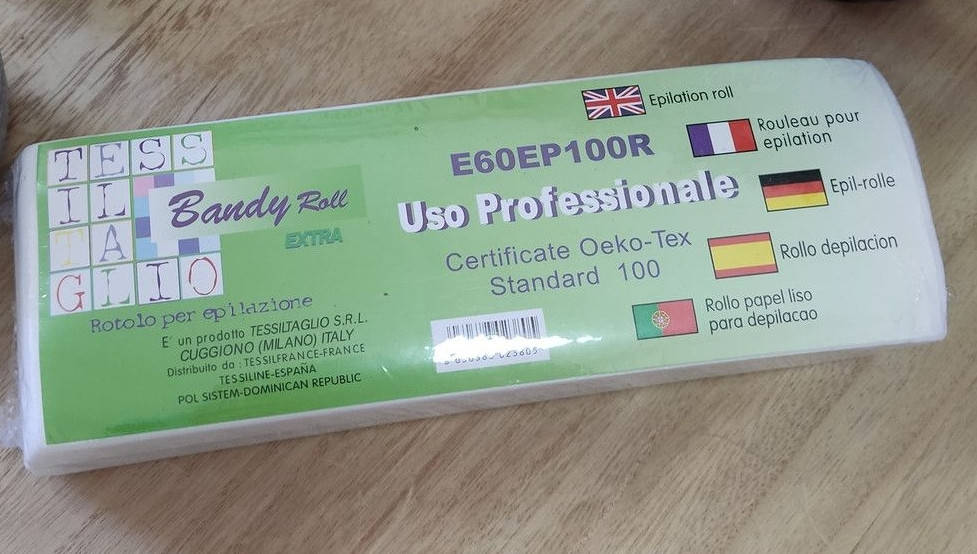 TESS
IL
TA
GLIO
Bandy Roll
EXTRA
Rotolo per epilazione
E' un prodotto TESSILTAGLIO S.R.L.
CUGGIONO (MILANO) ITALY
Distribuito da : TESSILFRANCE-FRANCE
TESSILINE-ESPAÑA
POL SISTEM-DOMINICAN REPUBLIC
E60EP100R
Uso Professionale
Certificate Oeko-Tex
Standard 100
Epilation roll
Rouleau pour
epilation
Epil-rolle
Rollo depilacion
Rollo papel liso
para depilacao